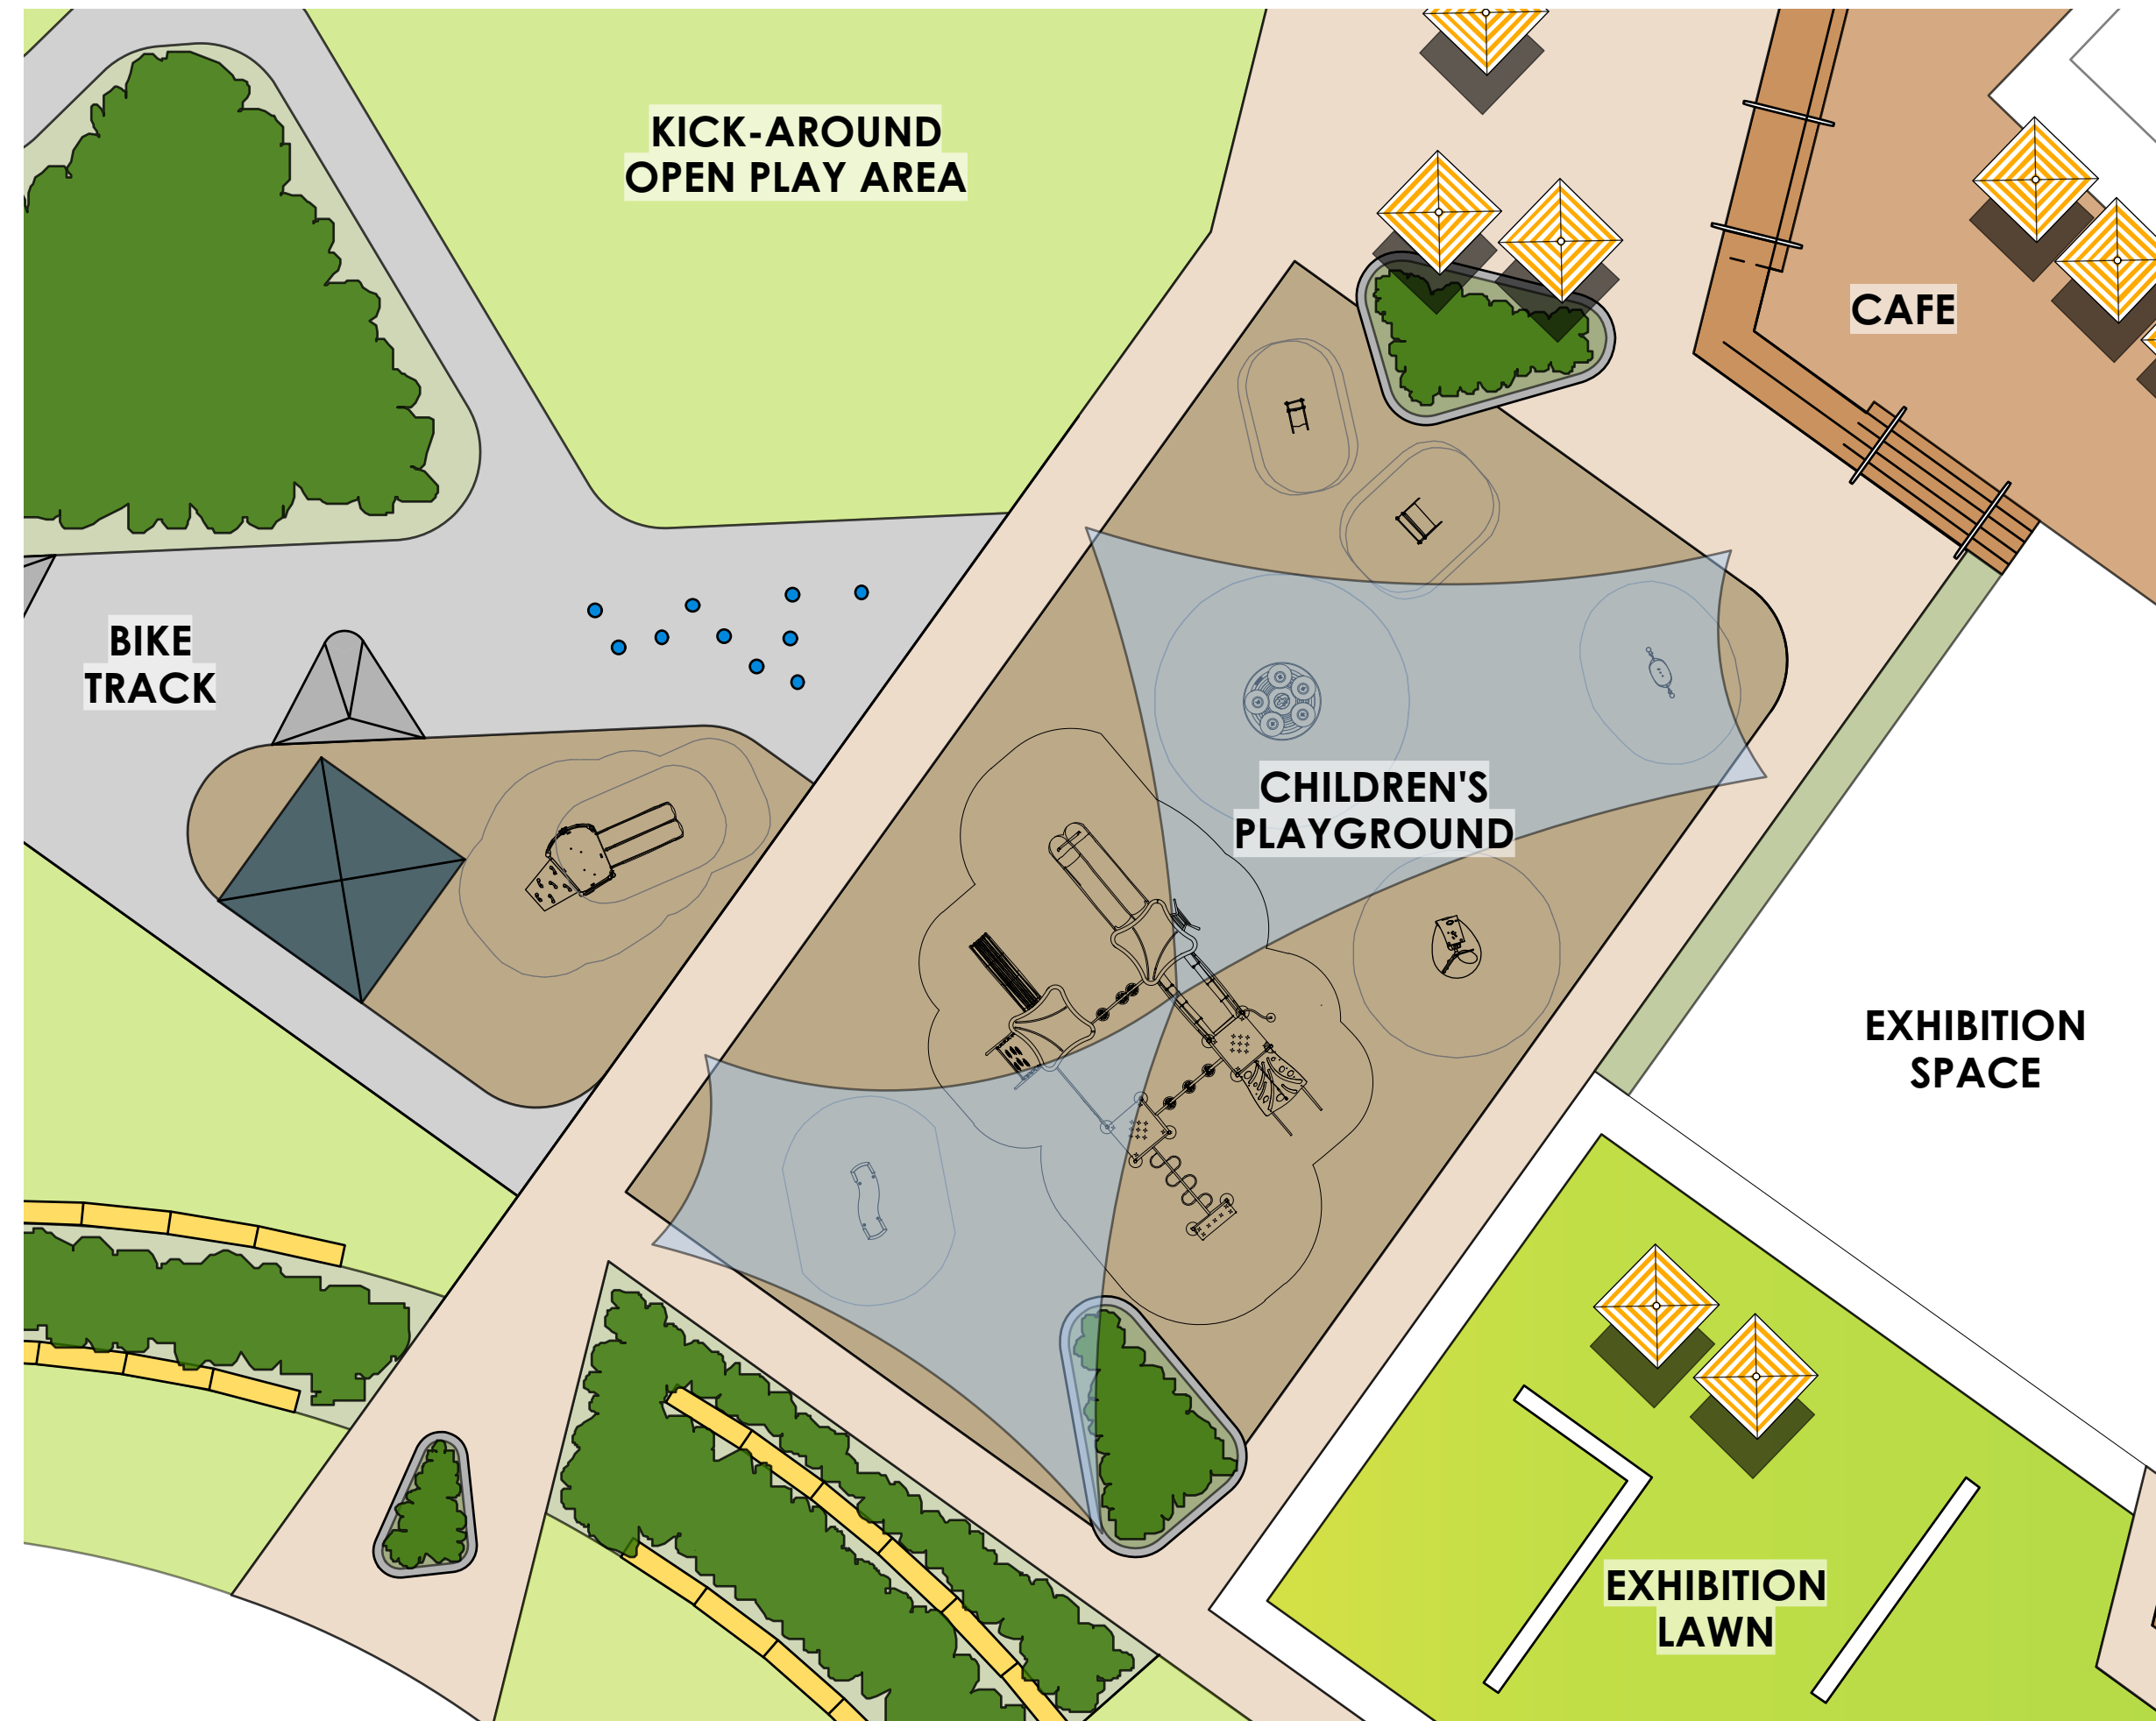 KICK-AROUND
OPEN PLAY AREA
CAFE
BIKE
TRACK
CHILDREN'S
PLAYGROUND
EXHIBITION
SPACE
EXHIBITION
LAWN